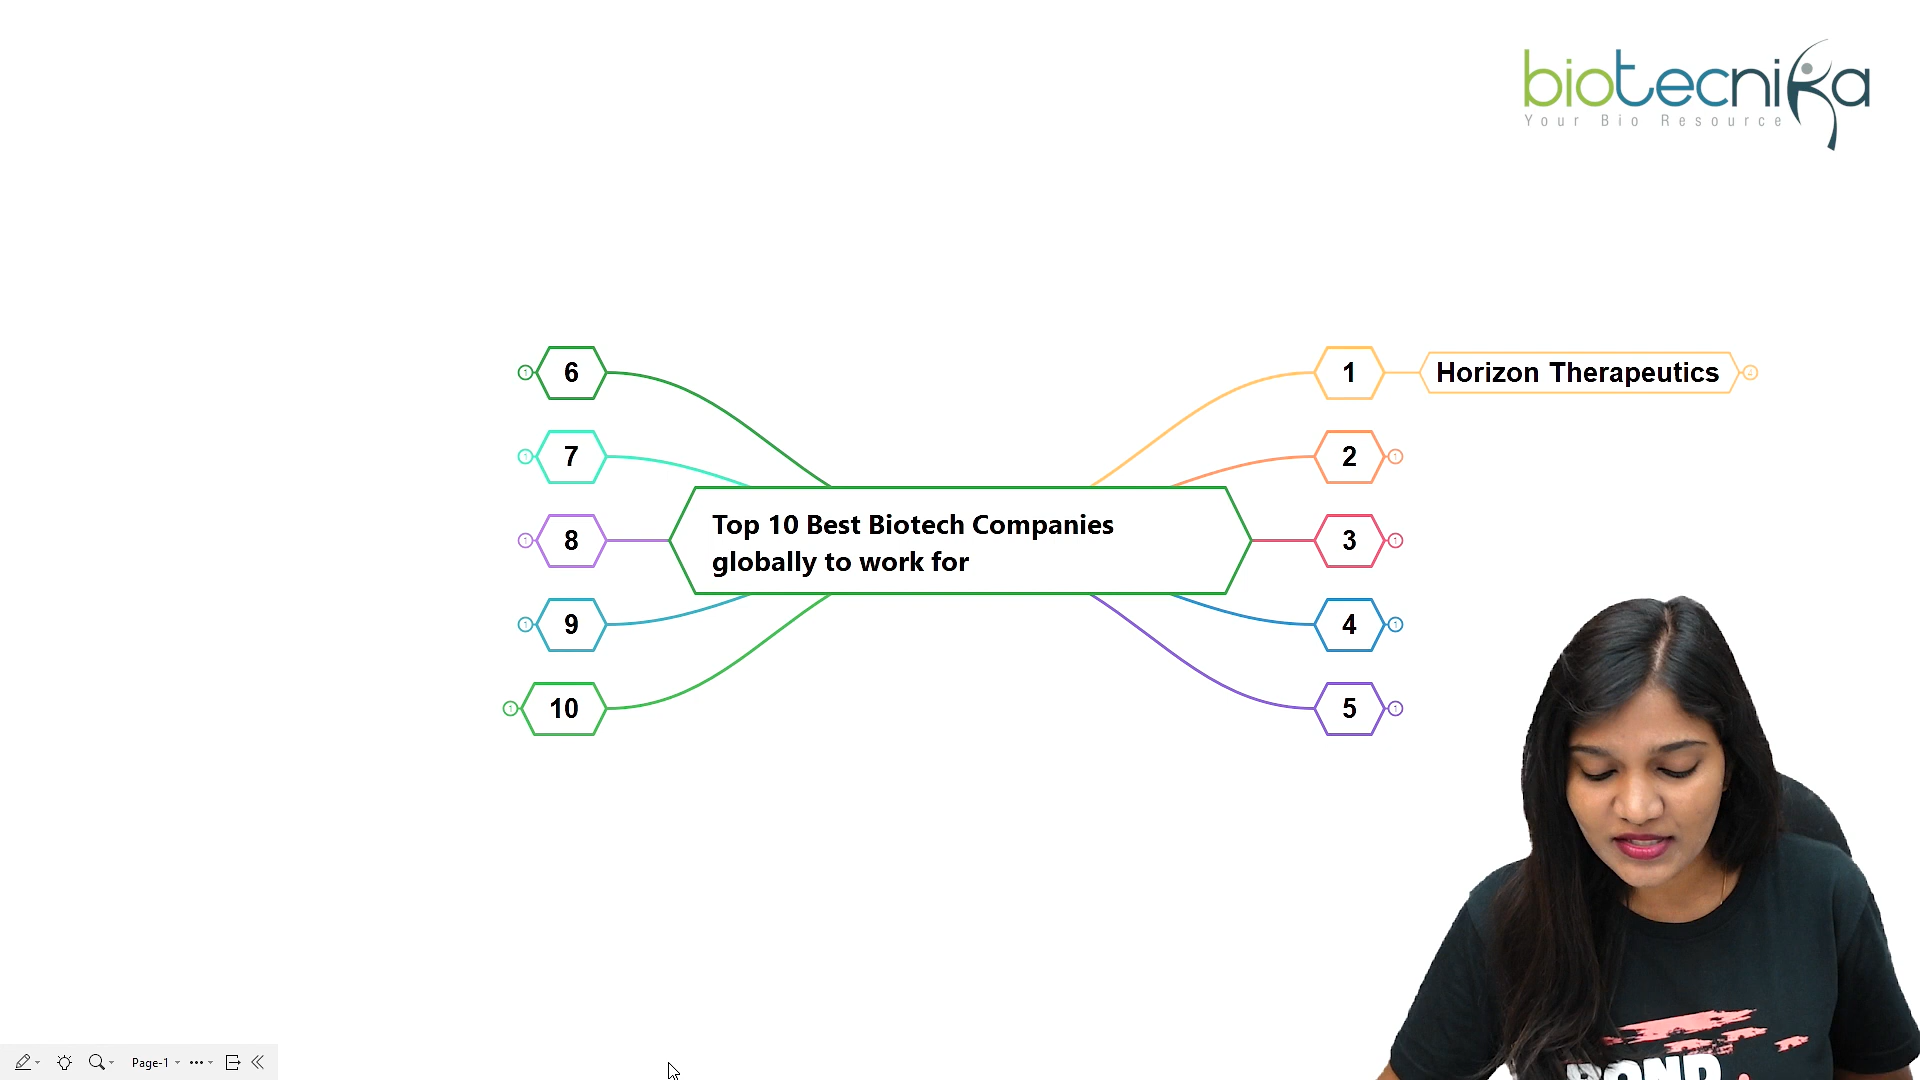 biotecnika
Your Bio Resource
6
7
8
9
10
Top 10 Best Biotech Companies
globally to work for
1
Horizon Therapeutics
2
3
4
5
Page-1